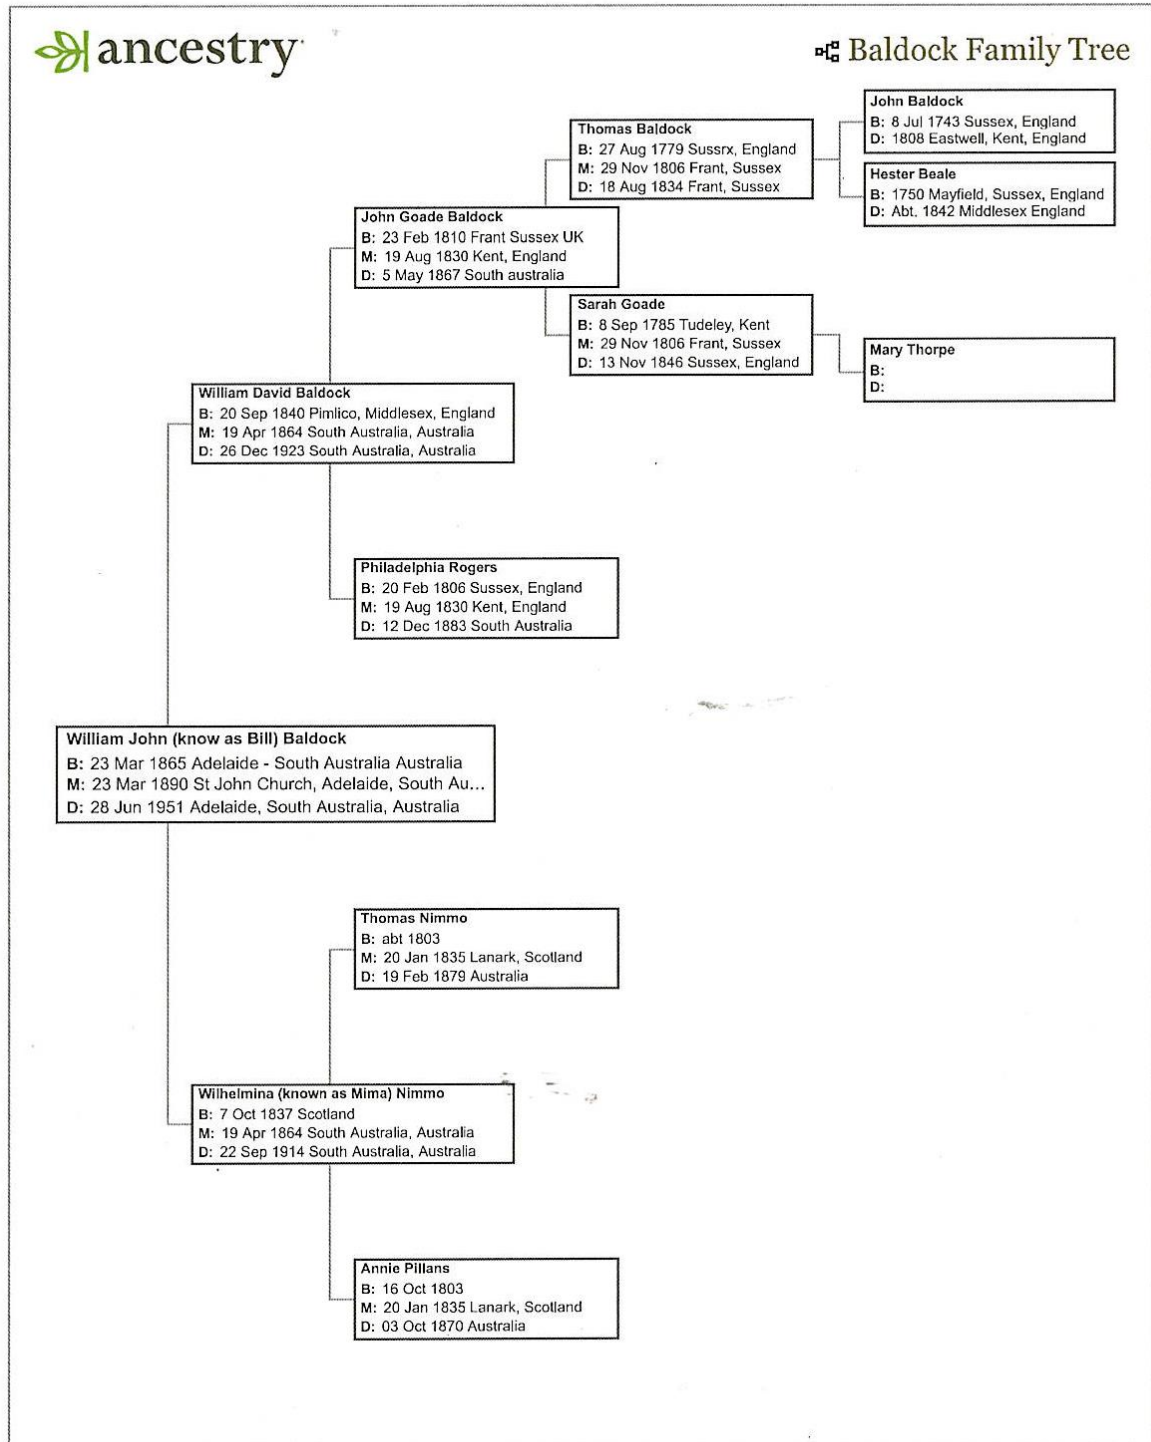 ancestry
Baldock Family Tree
John Baldock
B: 8 Jul 1743 Sussex, England
D: 1808 Eastwell, Kent, England
Thomas Baldock
B: 27 Aug 1779 Sussrx, England
M: 29 Nov 1806 Frant, Sussex
D: 18 Aug 1834 Frant, Sussex
Hester Beale
B: 1750 Mayfield, Sussex, England
D: Abt. 1842 Middlesex England
John Goade Baldock
B: 23 Feb 1810 Frant Sussex UK
M: 19 Aug 1830 Kent, England
D: 5 May 1867 South australia
Sarah Goade
B: 8 Sep 1785 Tudeley, Kent
M: 29 Nov 1806 Frant, Sussex
D: 13 Nov 1846 Sussex, England
Mary Thorpe
B:
D:
William David Baldock
B: 20 Sep 1840 Pimlico, Middlesex, England
M: 19 Apr 1864 South Australia, Australia
D: 26 Dec 1923 South Australia, Australia
Philadelphia Rogers
B: 20 Feb 1806 Sussex, England
M: 19 Aug 1830 Kent, England
D: 12 Dec 1883 South Australia
William John (know as Bill) Baldock
B: 23 Mar 1865 Adelaide - South Australia Australia
M: 23 Mar 1890 St John Church, Adelaide, South Au...
D: 28 Jun 1951 Adelaide, South Australia, Australia
Thomas Nimmo
B: abt 1803
M: 20 Jan 1835 Lanark, Scotland
D: 19 Feb 1879 Australia
Wilhelmina (known as Mima) Nimmo
B: 7 Oct 1837 Scotland
M: 19 Apr 1864 South Australia, Australia
D: 22 Sep 1914 South Australia, Australia
Annie Pillans
B: 16 Oct 1803
M: 20 Jan 1835 Lanark, Scotland
D: 03 Oct 1870 Australia